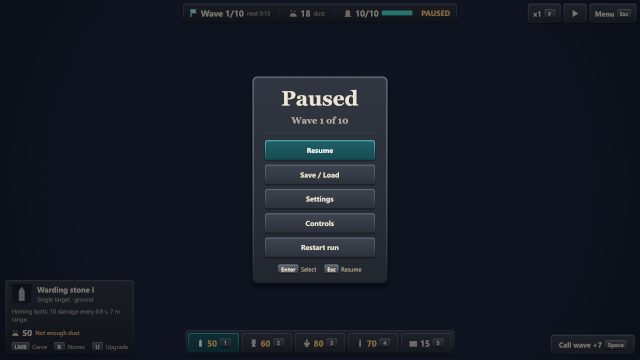 Wave 1/10 next 0:15 18 dust 10/10 PAUSED
x1 F
Menu Esc
Paused
Wave 1 of 10
Resume
Save / Load
Settings
Controls
Restart run
Enter Select Esc Resume
Warding stone I
Single target · ground
Homing bolts: 10 damage every 0.8 s, 7 m
range.
50 Not enough dust
LMB Carve B Stones U Upgrade
50 1
60 2
80 3
70 4
15 5
Call wave +7 Space